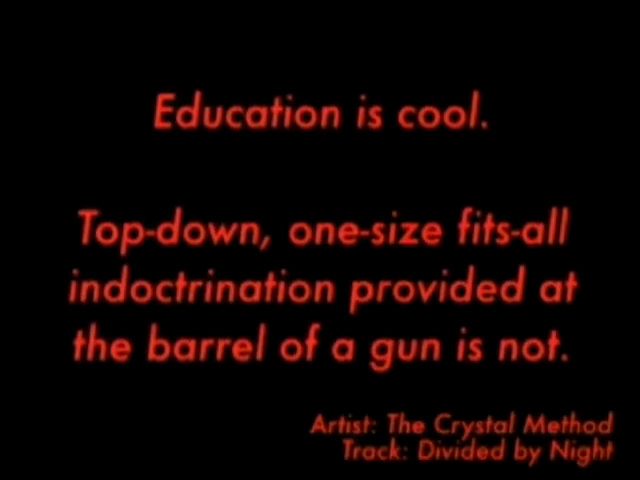 Education is cool.
Top-down, one-size fits-all
indoctrination provided at
the barrel of a gun is not.
Artist: The Crystal Method
Track: Divided by Night